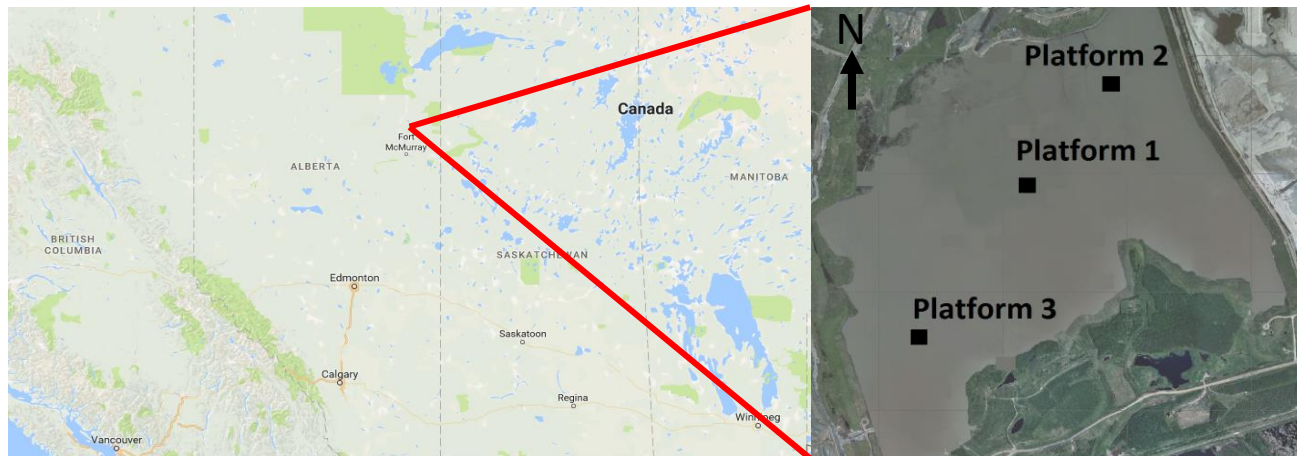 Canada
Fort
McMurray
ALBERTA
MANITOBA
BRITISH
COLUMBIA
SASKATCHEWAN
Edmonton
Saskatoon
Calgary
Regina
Winnipeg
Vancouver
N
Platform 2
Platform 1
Platform 3